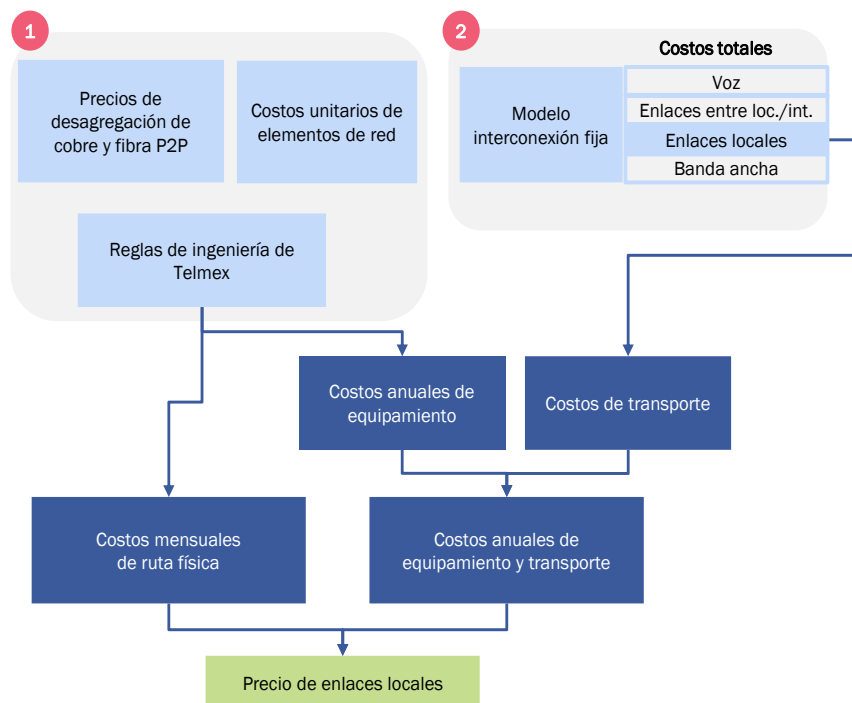 1
Precios de
desagregación de
cobre y fibra P2P
Costos unitarios de
elementos de red
Reglas de ingeniería de
Telmex
2
Costos totales
Modelo
interconexión fija
Voz
Enlaces entre loc./int.
Enlaces locales
Banda ancha
Costos anuales de
equipamiento
Costos de transporte
Costos mensuales
de ruta física
Costos anuales de
equipamiento y transporte
Precio de enlaces locales